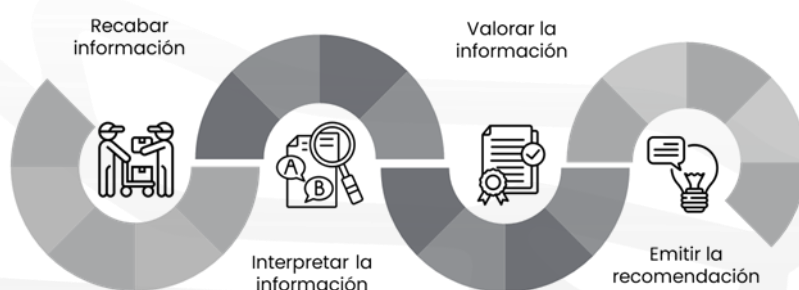 Recabar
información
Interpretar la
información
A
B
Valorar la
información
Emitir la
recomendación